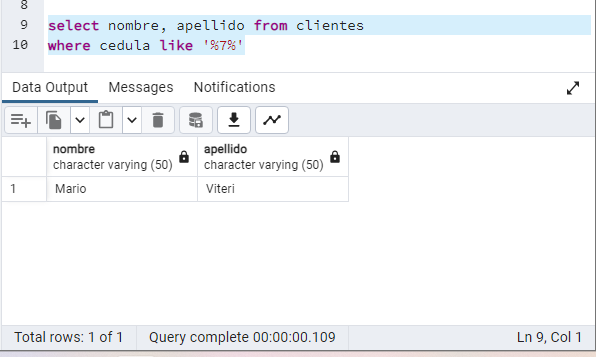 8
9 select nombre, apellido from clientes
10 where cedula like '%7%'
Data Output Messages Notifications
nombre apellido
character varying (50) character varying (50)
1 Mario Viteri
Total rows: 1 of 1 Query complete 00:00:00.109 Ln 9, Col 1